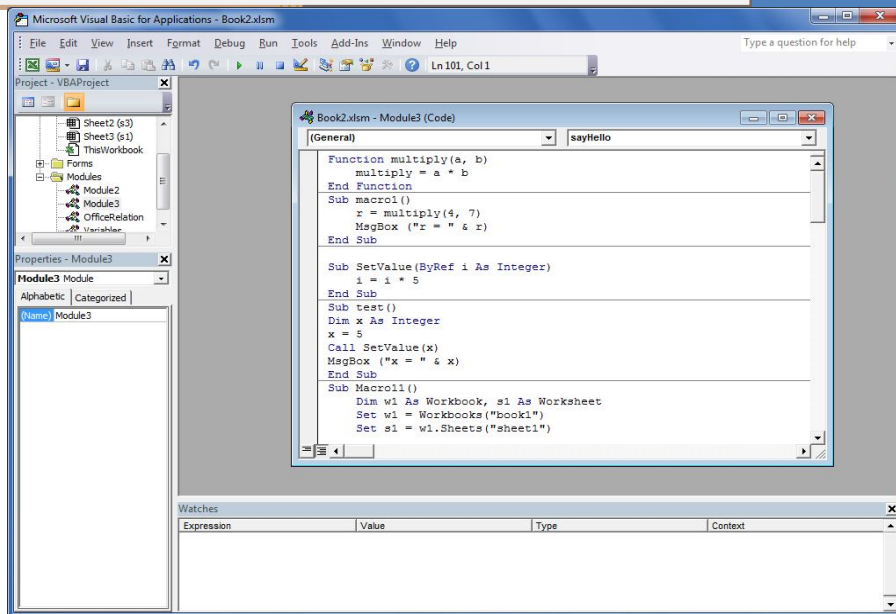 Microsoft Visual Basic for Applications - Book2.xlsm
File Edit View Insert Format Debug Run Tools Add-Ins Window Help
Type a question for help
Ln 101, Col 1
Project - VBAProject
Sheet2 (s3)
Sheet3 (s1)
ThisWorkbook
Forms
Modules
Module2
Module3
OfficeRelation
Variables
Properties - Module3
Module3 Module
Alphabetic Categorized
(Name) Module3
Book2.xlsm - Module3 (Code)
(General) sayHello
Function multiply(a, b)
multiply = a * b
End Function
Sub macro1()
r = multiply(4, 7)
MsgBox ("r = " & r)
End Sub
Sub SetValue(ByRef i As Integer)
i = i * 5
End Sub
Sub test()
Dim x As Integer
x = 5
Call SetValue(x)
MsgBox ("x = " & x)
End Sub
Sub Macro11()
Dim w1 As Workbook, s1 As Worksheet
Set w1 = Workbooks("book1")
Set s1 = w1.Sheets("sheet1")
Watches
Expression Value Type Context